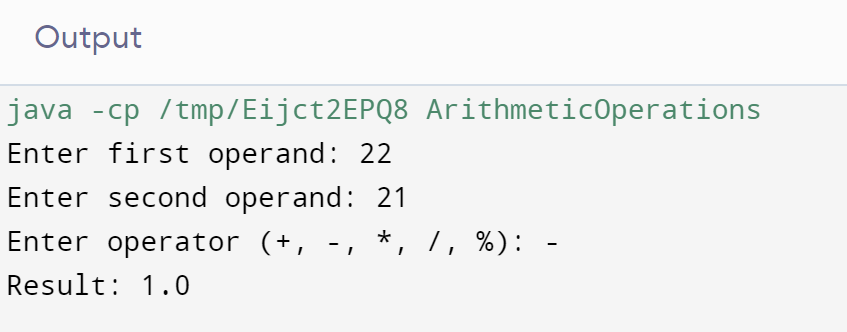 Output
java -cp /tmp/Eijct2EPQ8 ArithmeticOperations
Enter first operand: 22
Enter second operand: 21
Enter operator (+, -, *, /, %): -
Result: 1.0